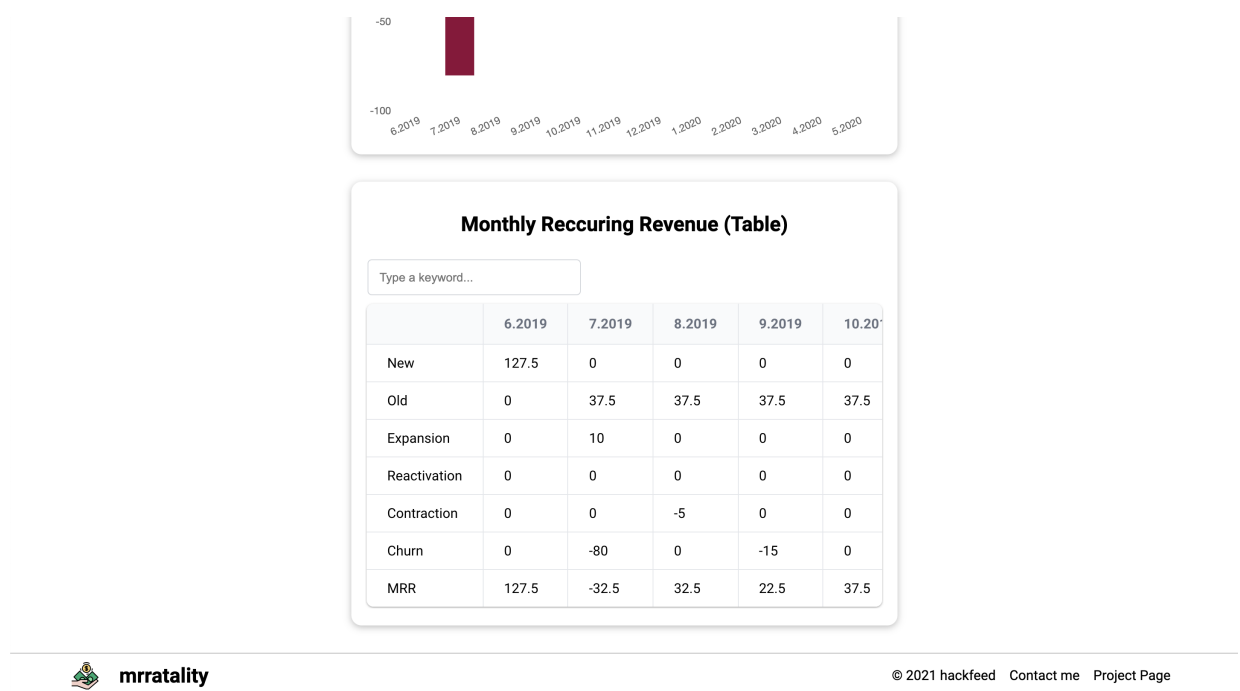 -50
-100
6.2019 7.2019 8.2019 9.2019 10.2019 11.2019 12.2019 1.2020 2.2020 3.2020 4.2020 5.2020
Monthly Reccuring Revenue (Table)
Type a keyword...
6.2019 7.2019 8.2019 9.2019
New 127.5 0 0 0 0
Old 0 37.5 37.5 37.5 37.5
Expansion 0 10 0 0 0
Reactivation 0 0 0 0 0
Contraction 0 0 -5 0 0
Churn 0 -80 0 -15 0
MRR 127.5 -32.5 32.5 22.5 37.5
mrratality © 2021 hackfeed Contact me Project Page